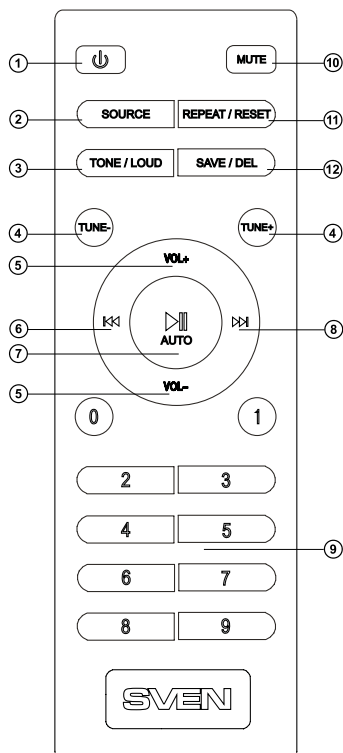 1 MUTE 10
2 SOURCE REPEAT / RESET 11
3 TONE / LOUD SAVE / DEL 12
4 TUNE- TUNE+ 4
5 VOL+
6 8
7 AUTO
5 VOL-
0 1
2 3
4 5
9
6 7
8 9
SVEN